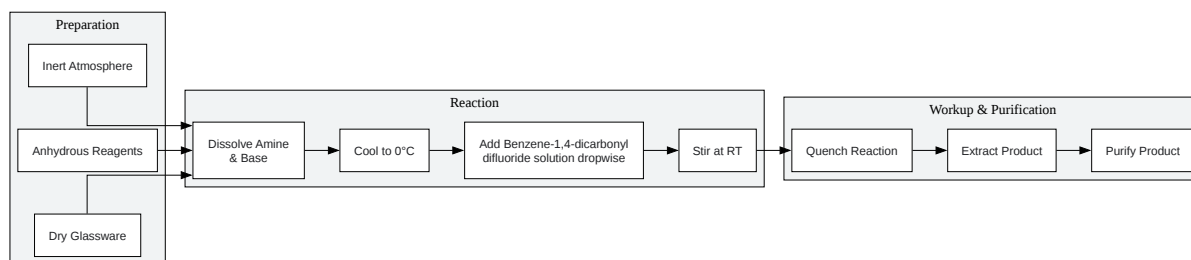 Preparation
Inert Atmosphere
Anhydrous Reagents
Dry Glassware
Reaction
Dissolve Amine
& Base
Cool to 0°C
Add Benzene-1,4-dicarbonyl
difluoride solution dropwise
Stir at RT
Workup & Purification
Quench Reaction
Extract Product
Purify Product